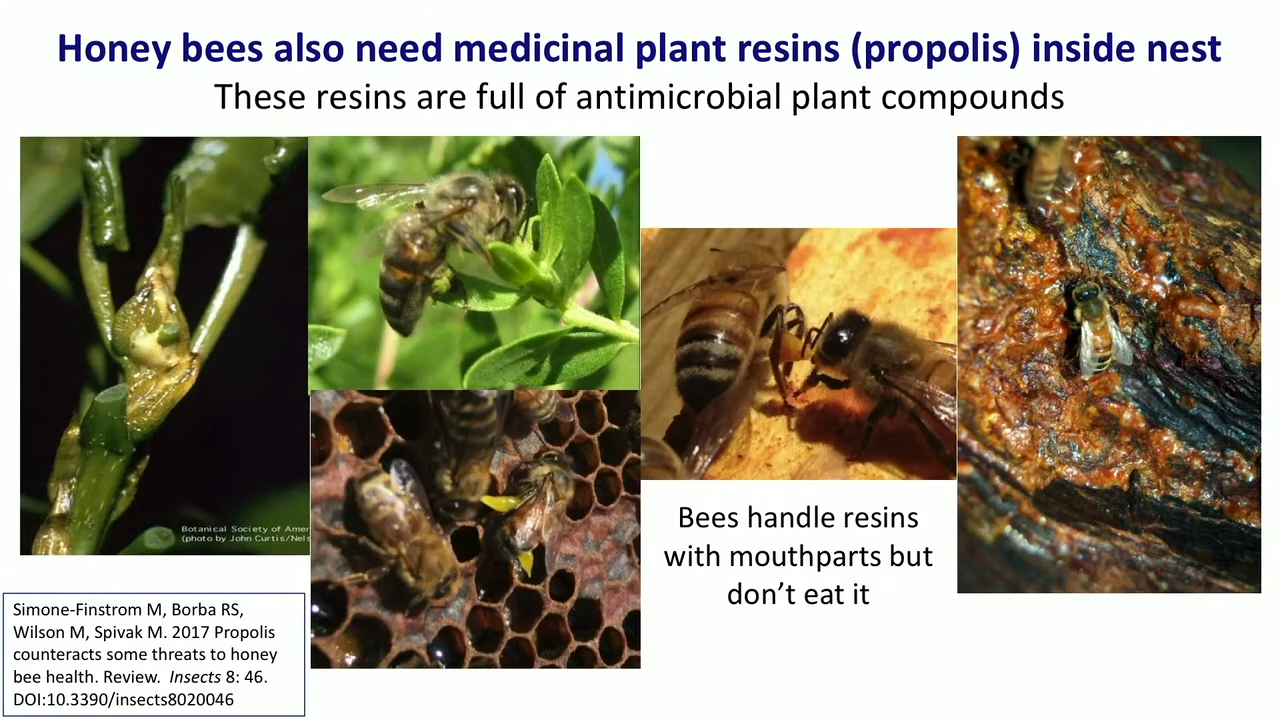 Honey bees also need medicinal plant resins (propolis) inside nest
These resins are full of antimicrobial plant compounds
Botanical Society of Amer
(photo by John Curtis/Nels
Bees handle resins
with mouthparts but
don’t eat it
Simone-Finstrom M, Borba RS,
Wilson M, Spivak M. 2017 Propolis
counteracts some threats to honey
bee health. Review. Insects 8: 46.
DOI:10.3390/insects8020046